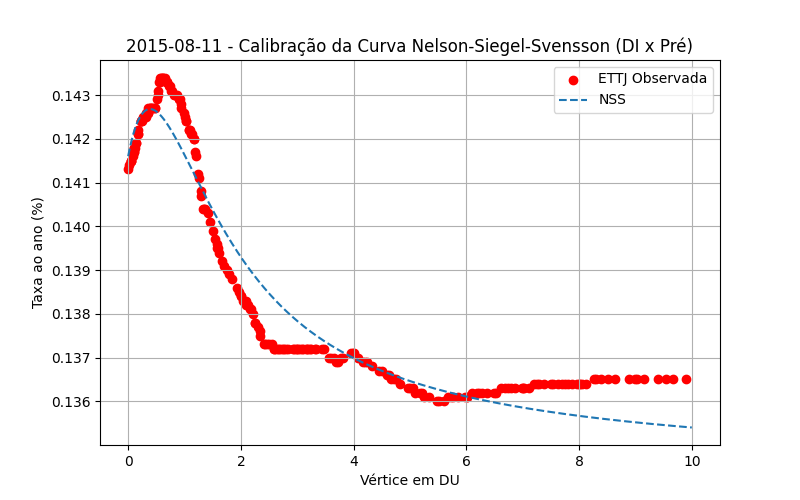 2015-08-11 - Calibração da Curva Nelson-Siegel-Svensson (DI x Pré)
ETTJ Observada
NSS
Taxa ao ano (%)
0.143
0.142
0.141
0.140
0.139
0.138
0.137
0.136
0 2 4 6 8 10
Vértice em DU